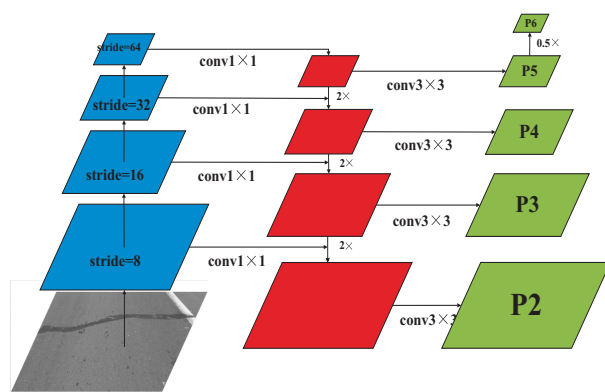 stride=64
P6
conv1×1
0.5×
P5
stride=32
conv3×3
2×
conv1×1
P4
conv3×3
stride=16
2×
conv1×1
P3
conv3×3
2×
stride=8
conv1×1
P2
conv3×3